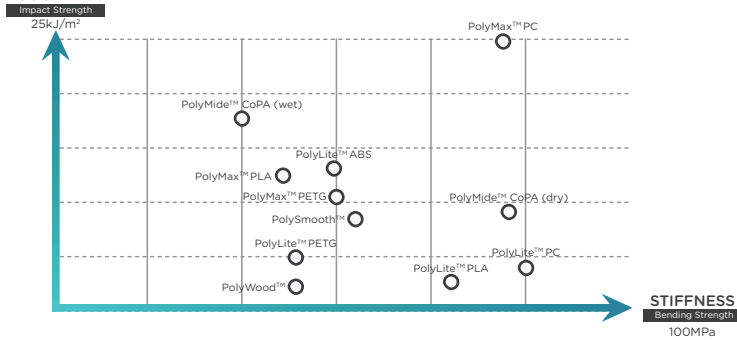 Impact Strength
25kJ/m²
PolyMax™ PC
PolyMide™ CoPA (wet)
PolyLite™ ABS
PolyMax™ PLA
PolyMax™ PETG
PolyMide™ CoPA (dry)
PolySmooth™
PolyLite™ PETG
PolyLite™ PC
PolyLite™ PLA
PolyWood™
STIFFNESS
Bending Strength
100MPa